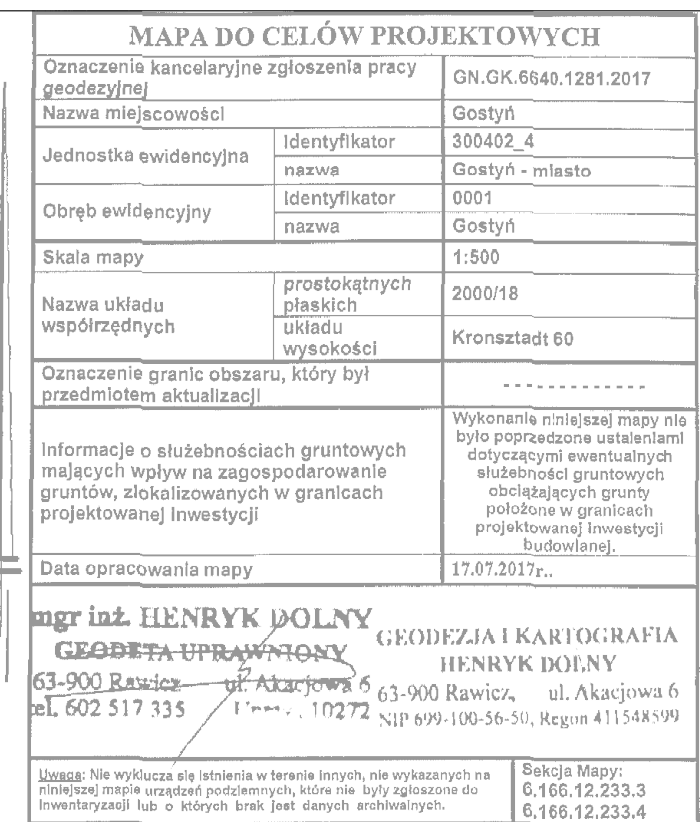 MAPA DO CELÓW PROJEKTOWYCH
Oznaczenie kancelaryjne zgłoszenia pracy
geodezyjnej
GN.GK.6640.1281.2017
Nazwa miejscowości
Gostyń
Jednostka ewidencyjna
identyfikator
300402_4
nazwa
Gostyń - miasto
Obręb ewidencyjny
identyfikator
0001
nazwa
Gostyń
Skala mapy
1:500
Nazwa układu
współrzędnych
prostokątnych
płaskich
2000/18
układu
wysokości
Kronsztadt 60
Oznaczenie granic obszaru, który był
przedmiotem aktualizacji
- - - - - - - - - - - - -
Informacje o służebnościach gruntowych
mających wpływ na zagospodarowanie
gruntów, zlokalizowanych w granicach
projektowanej inwestycji
Wykonanie niniejszej mapy nie
było poprzedzone ustaleniami
dotyczącymi ewentualnych
służebności gruntowych
obciążających grunty
położone w granicach
projektowanej inwestycji
budowlanej.
Data opracowania mapy
17.07.2017r..
mgr inż. HENRYK DOLNY
GEODETA UPRAWNIONY
63-900 Rawicz ul. Akacjowa 6
tel. 602 517 335 10272
GEODEZJA I KARTOGRAFIA
HENRYK DOLNY
63-900 Rawicz, ul. Akacjowa 6
NIP 699-100-56-50, Regon 411548599
Uwaga: Nie wyklucza się istnienia w terenie innych, nie wykazanych na
niniejszej mapie urządzeń podziemnych, które nie były zgłoszone do
inwentaryzacji lub o których brak jest danych archiwalnych.
Sekcja Mapy:
6.166.12.233.3
6.166.12.233.4